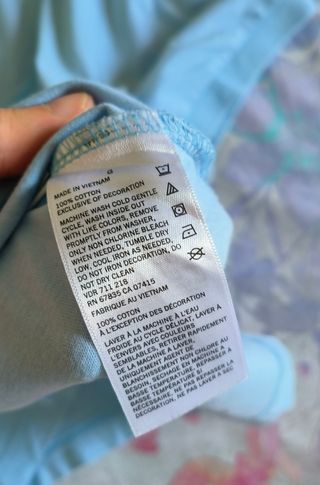 G
MADE IN VIETNAM
100% COTTON
EXCLUSIVE OF DECORATION
MACHINE WASH COLD GENTLE
CYCLE, WASH INSIDE OUT
WITH LIKE COLORS, REMOVE
PROMPTLY FROM WASHER,
ONLY NON CHLORINE BLEACH
WHEN NEEDED, TUMBLE DRY
LOW, COOL IRON AS NEEDED,
DO NOT IRON DECORATION, DO
NOT DRY CLEAN
VDR 711 218
RN 67835 CA 07415
FABRIQUE AU VIETNAM
100% COTON
À L'EXCEPTION DES DÉCORATION
LAVER À LA MACHINE À L'EAU
FROIDE AU CYCLE DÉLICAT, LAVER À
L'ENVERS AVEC COULEURS
SEMBLABLES, RETIRER RAPIDEMENT
DE LA MACHINE À LAVER,
UNIQUEMENT AGENT DE
BLANCHISSEMENT NON CHLORÉ AU
BESOIN, SÉCHAGE EN MACHINE À
BASSE TEMPÉRATURE, REPASSER À
BASSE TEMPÉRATURE SI
NÉCESSAIRE, NE PAS REPASSER LA
DÉCORATION, NE PAS LAVER À SEC